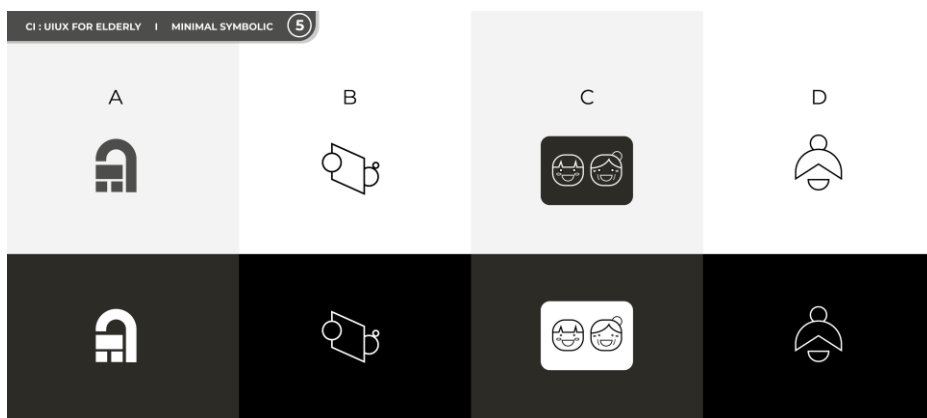 CI : UIUX FOR ELDERLY I MINIMAL SYMBOLIC 5
A B C D